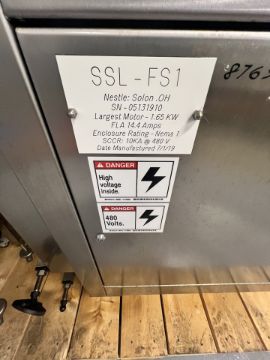 SSL - FS1
Nestle: Solon .OH
SN - 05131910
Largest Motor - 1.65 KW
FLA 14.4 Amps
Enclosure Rating - Nema 1
SCCR: 10KA @ 480 V
Date Manufactured 7/1/19
8765
DANGER
High
voltage
inside.
DANGER
480
Volts.